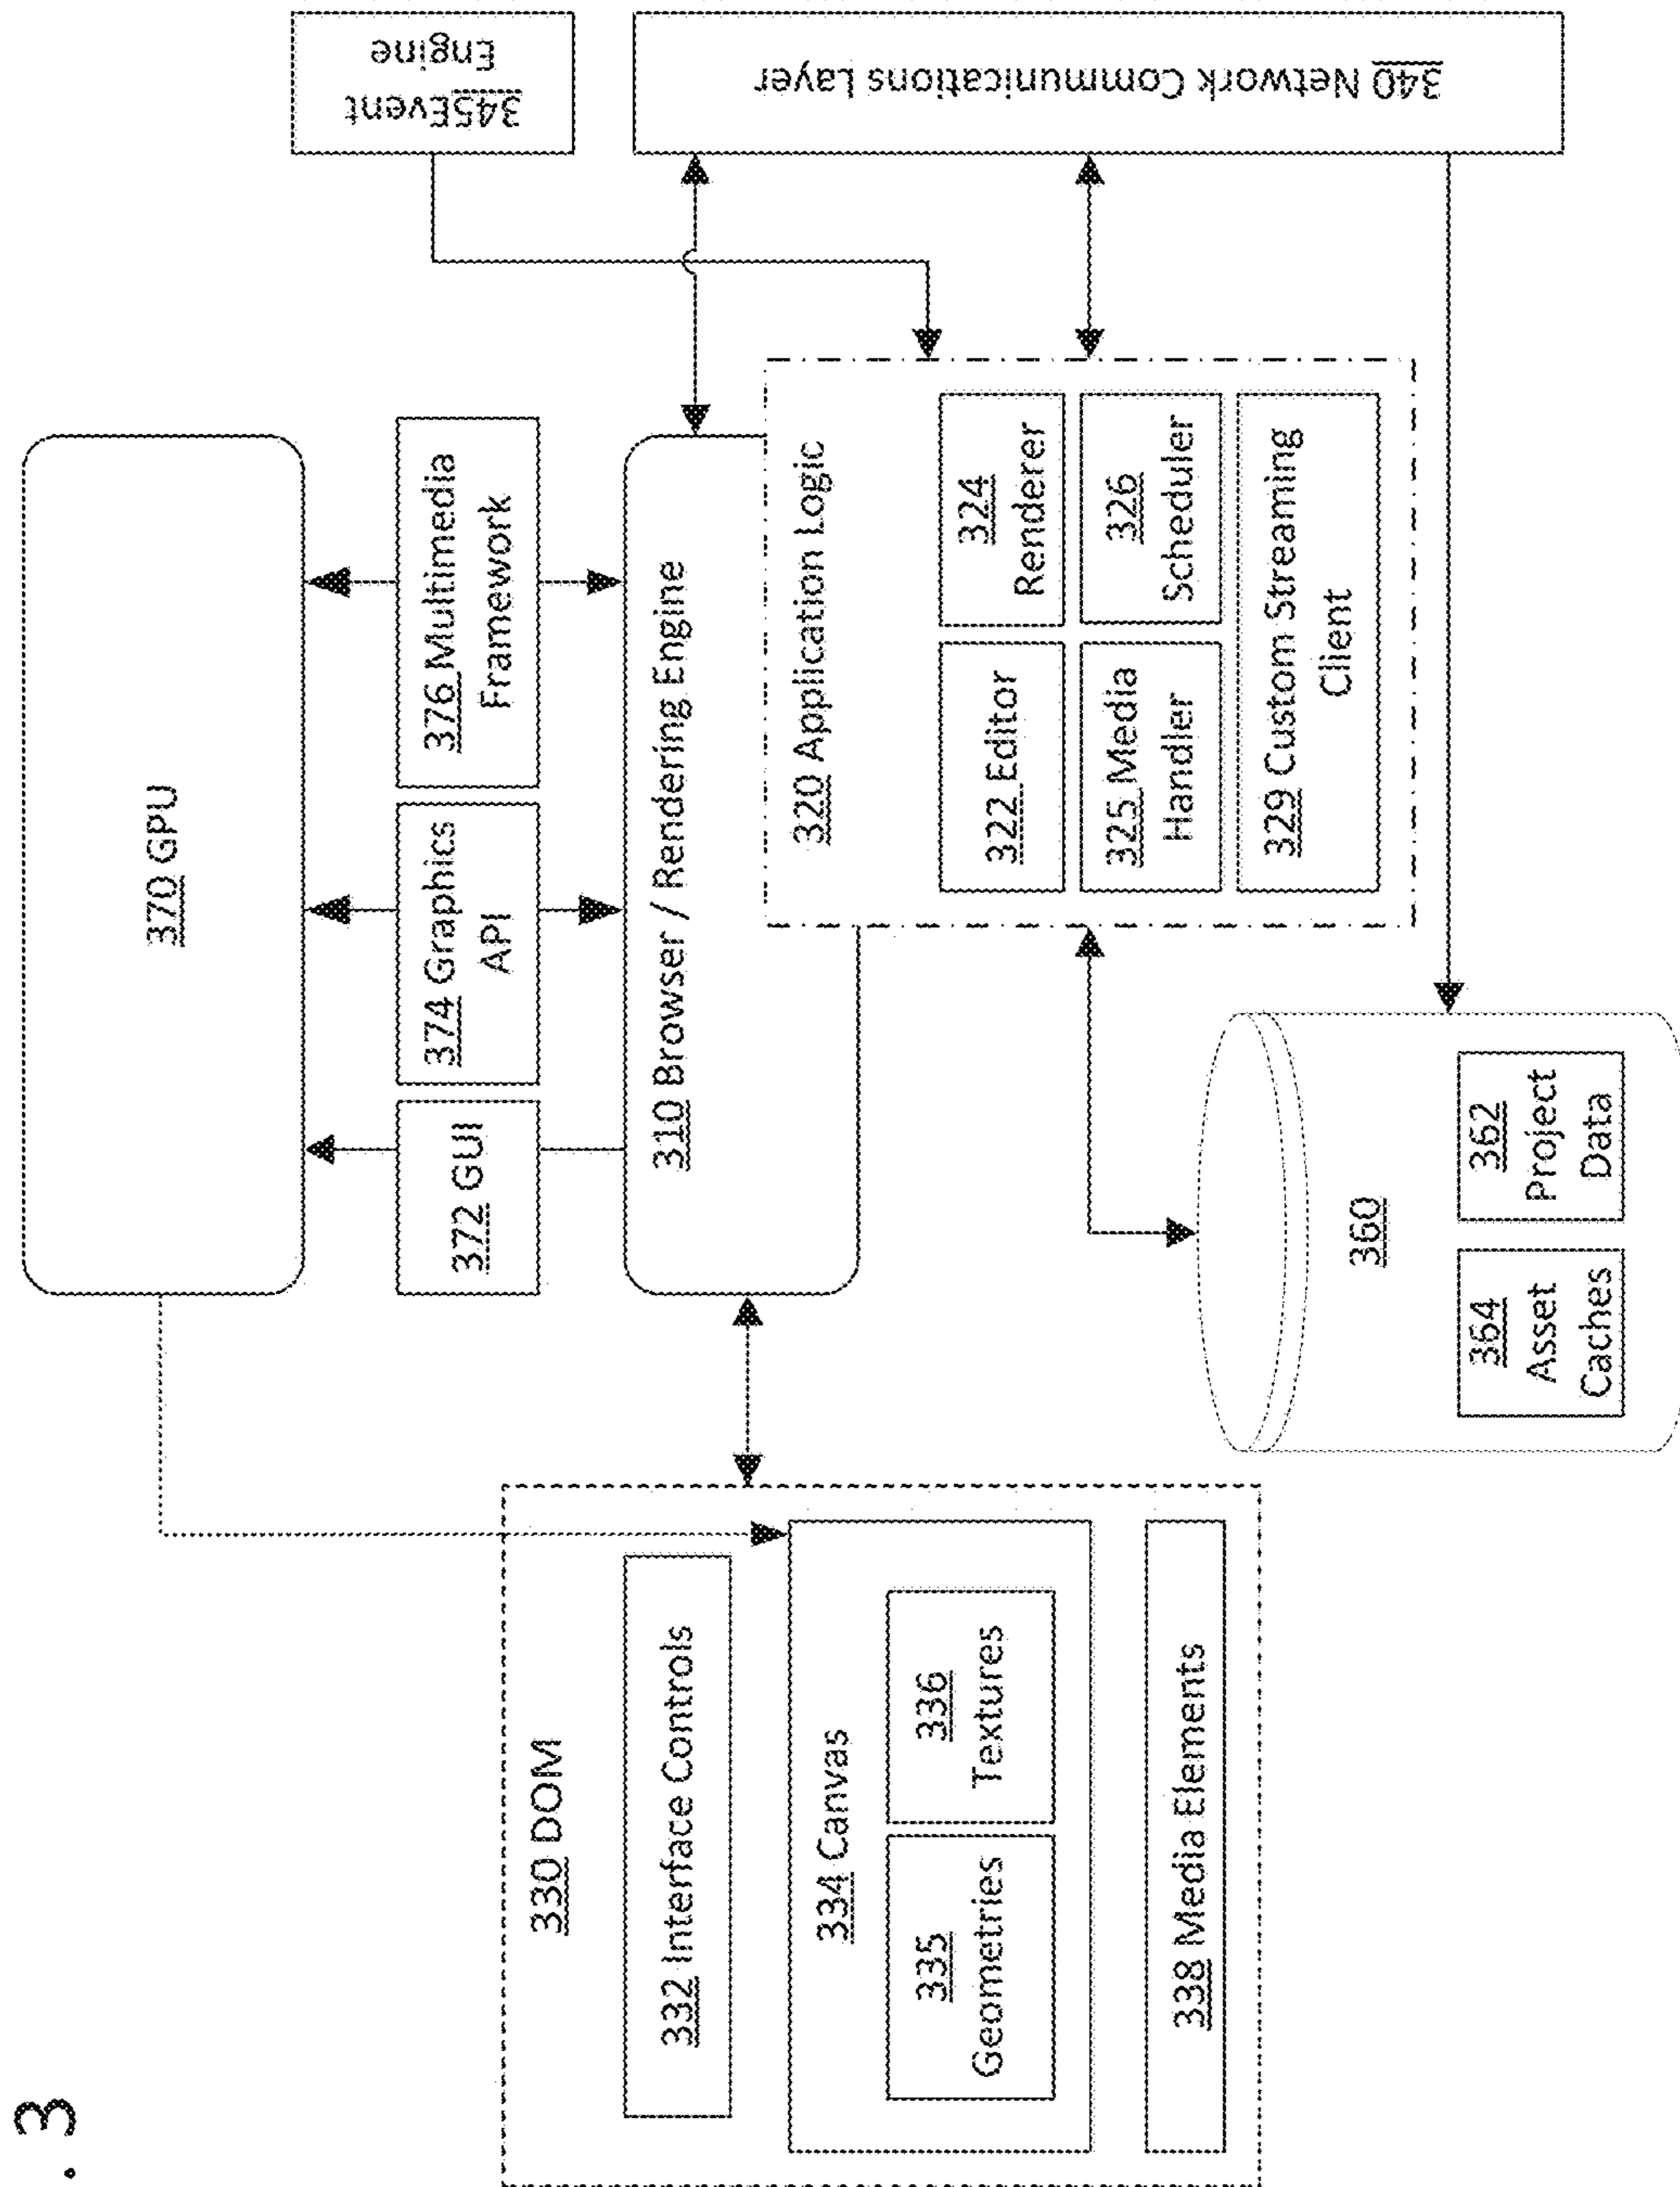 . 3
370 GPU
372 GUI
374 Graphics
API
376 Multimedia
Framework
310 Browser / Rendering Engine
320 Application Logic
322 Editor
324
Renderer
325 Media
Handler
326
Scheduler
329 Custom Streaming
Client
330 DOM
332 Interface Controls
334 Canvas
335
Geometries
336
Textures
338 Media Elements
360
364
Asset
Caches
362
Project
Data
345Event
Engine
340 Network Communications Layer